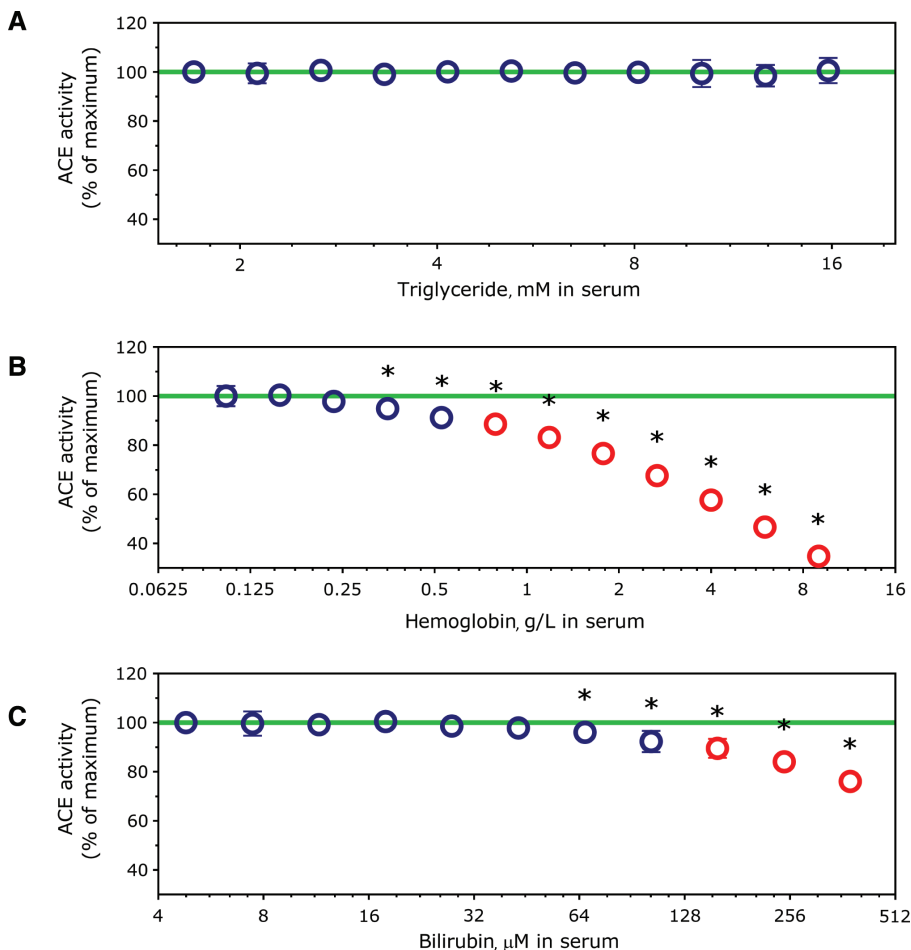 A
ACE activity
(% of maximum)
120
100
80
60
40
2 4 8 16
Triglyceride, mM in serum
B
ACE activity
(% of maximum)
120
100
80
60
40
* * * * * * * * *
0.0625 0.125 0.25 0.5 1 2 4 8 16
Hemoglobin, g/L in serum
C
ACE activity
(% of maximum)
120
100
80
60
40
* * * * *
4 8 16 32 64 128 256 512
Bilirubin, μM in serum